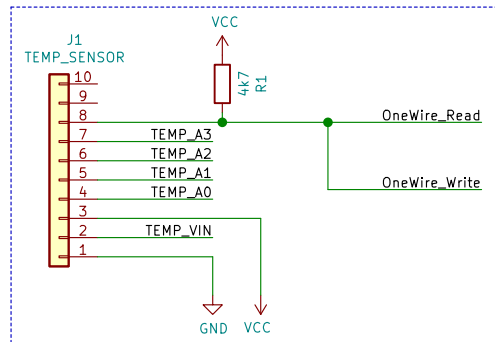 VCC
J1
TEMP_SENSOR
4k7
R1
10
9
8
OneWire_Read
7
TEMP_A3
6
TEMP_A2
5
TEMP_A1
4
TEMP_A0
OneWire_Write
3
2
TEMP_VIN
1
GND
VCC